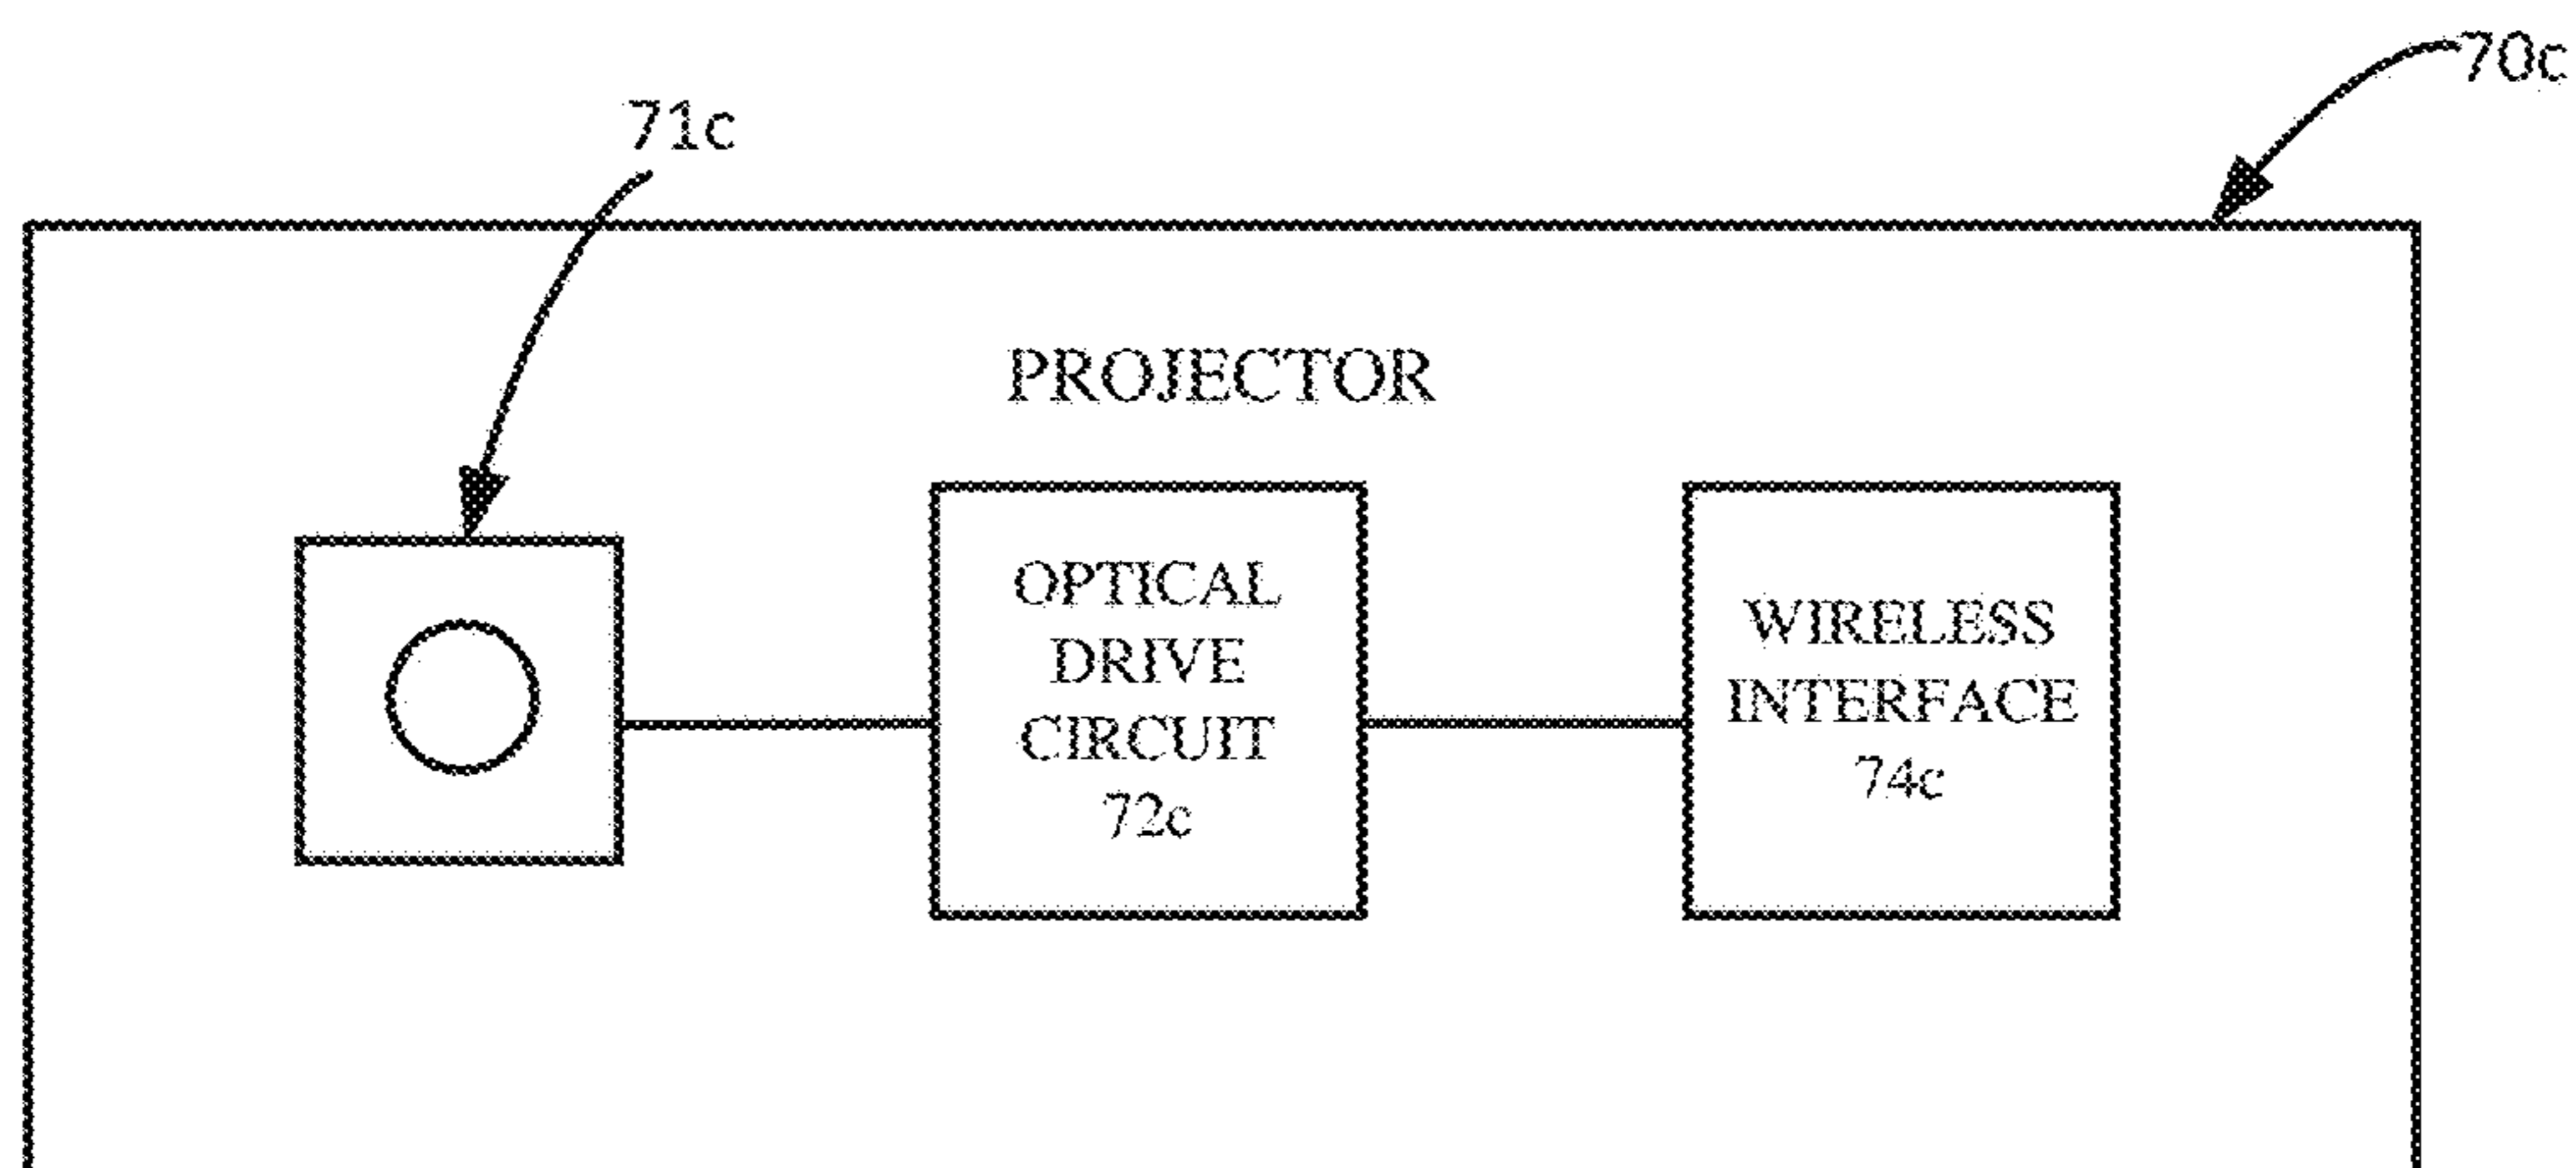 70c
71c
PROJECTOR
OPTICAL
DRIVE
CIRCUIT
72c
WIRELESS
INTERFACE
74c